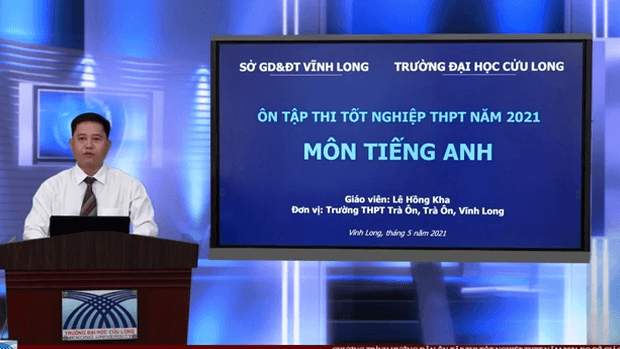 SỞ GD&ĐT VĨNH LONG
TRƯỜNG ĐẠI HỌC CỬU LONG
ÔN TẬP THI TỐT NGHIỆP THPT NĂM 2021
MÔN TIẾNG ANH
Giáo viên: Lê Hồng Kha
Đơn vị: Trường THPT Trà Ôn, Trà Ôn, Vĩnh Long
Vĩnh Long, tháng 5 năm 2021
TRƯỜNG ĐẠI HỌC CỬU LONG
MEKONG UNIVERSITY